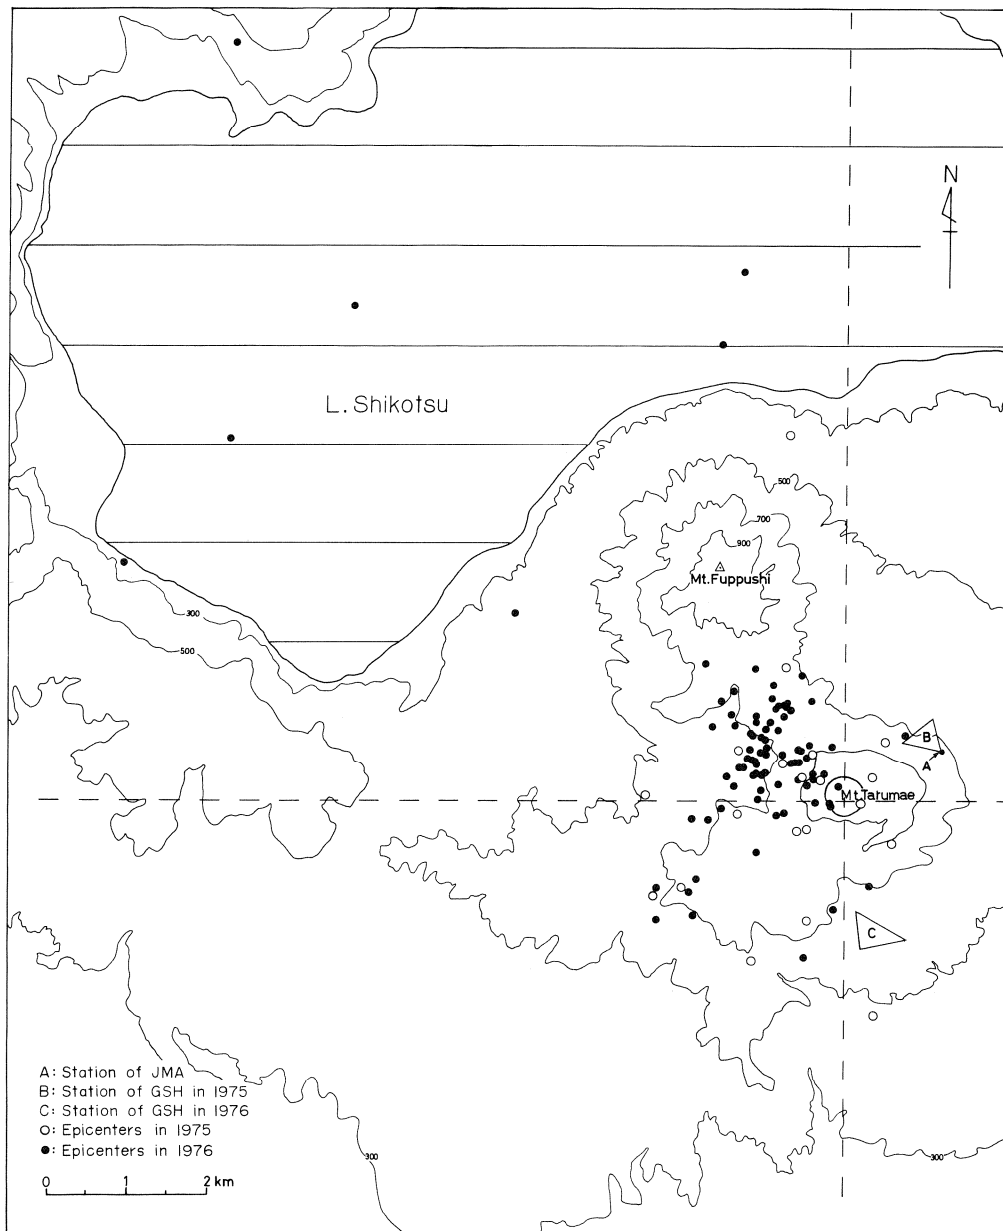 N
L. Shikotsu
500
700
900
Mt. Fuppushi
300
500
B
A
Mt. Tarumae
C
A: Station of JMA
B: Station of GSH in 1975
C: Station of GSH in 1976
○: Epicenters in 1975
●: Epicenters in 1976
0 1 2 km
300
300